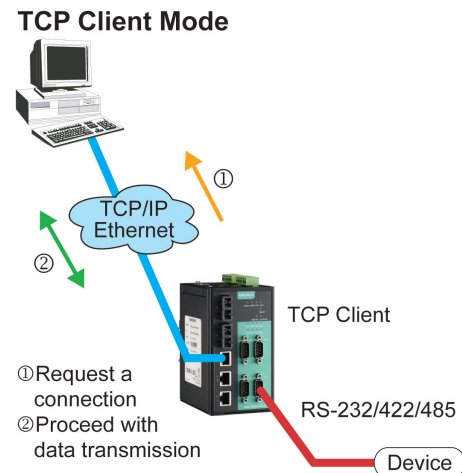 TCP Client Mode
①
TCP/IP
Ethernet
②
TCP Client
①Request a
connection
②Proceed with
data transmission
RS-232/422/485
Device